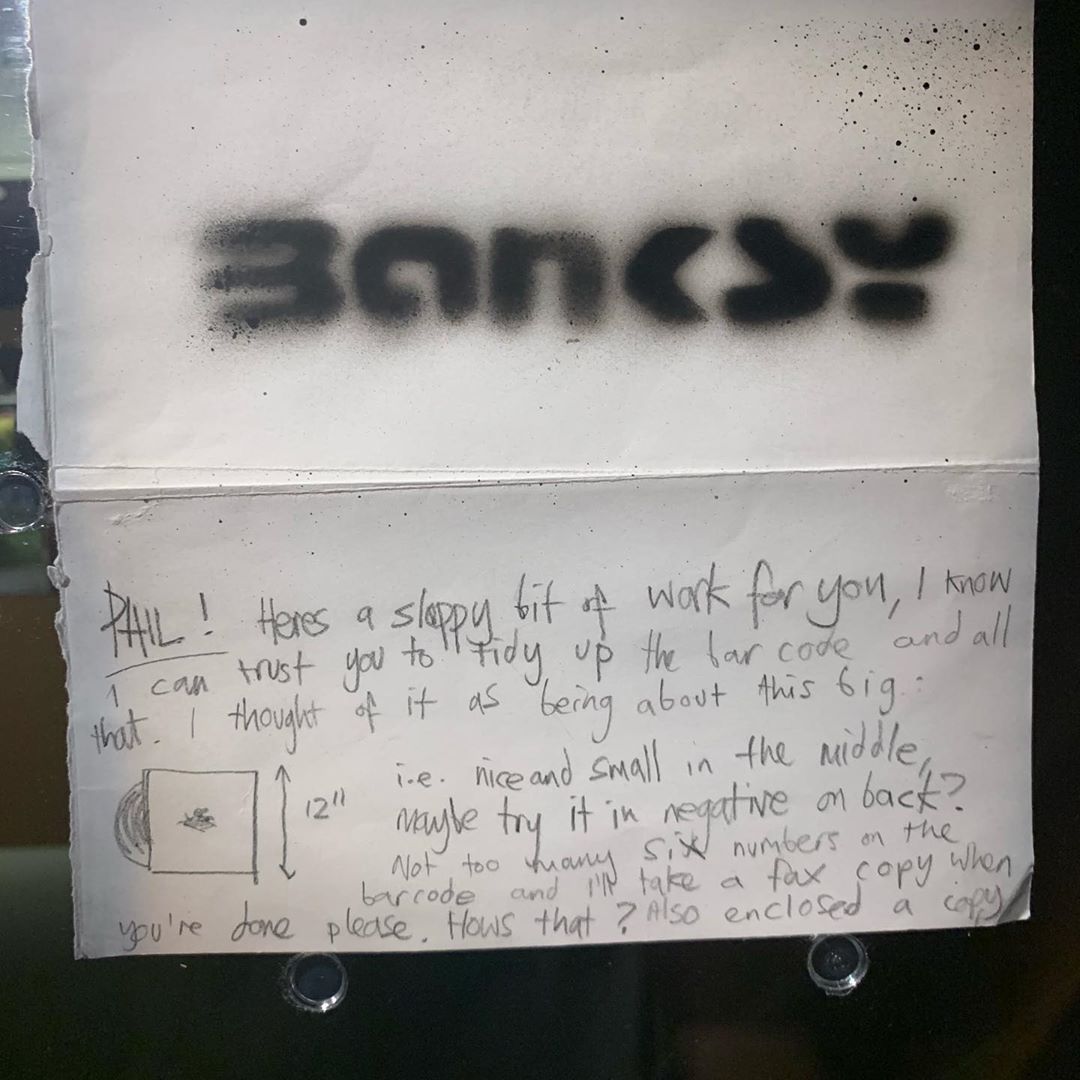 BANKSY
PHIL! Heres a sloppy bit of work for you, I know
I can trust you to "tidy up the bar code and all
that. I thought of it as being about this big:
i.e. nice and small in the middle,
12"
maybe try it in negative on back?
Not too many six numbers on the
barcode and I'll take a fax copy when
you're done please. Hows that? Also enclosed a copy